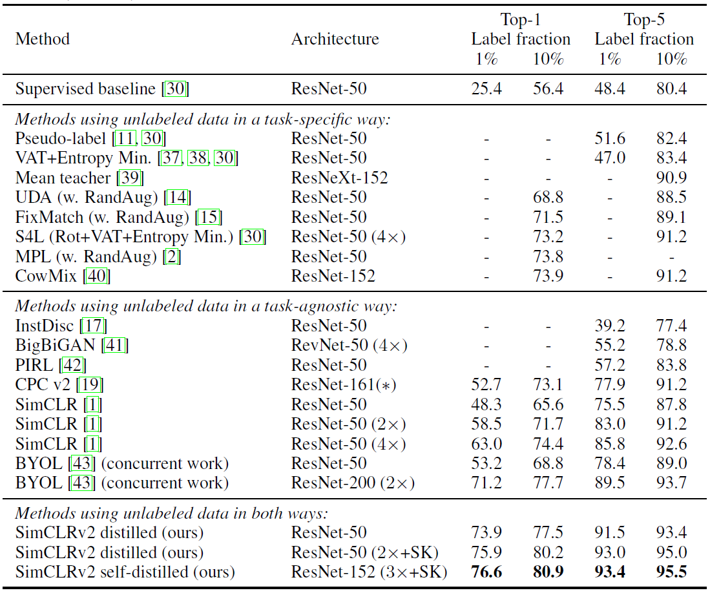 Top-1 Top-5
Method Architecture Label fraction Label fraction
1% 10% 1% 10%
Supervised baseline [30] ResNet-50 25.4 56.4 48.4 80.4
Methods using unlabeled data in a task-specific way:
Pseudo-label [11, 30] ResNet-50 - - 51.6 82.4
VAT+Entropy Min. [37, 38, 30] ResNet-50 - - 47.0 83.4
Mean teacher [39] ResNeXt-152 - - - 90.9
UDA (w. RandAug) [14] ResNet-50 - 68.8 - 88.5
FixMatch (w. RandAug) [15] ResNet-50 - 71.5 - 89.1
S4L (Rot+VAT+Entropy Min.) [30] ResNet-50 (4×) - 73.2 - 91.2
MPL (w. RandAug) [2] ResNet-50 - 73.8 - -
CowMix [40] ResNet-152 - 73.9 - 91.2
Methods using unlabeled data in a task-agnostic way:
InstDisc [17] ResNet-50 - - 39.2 77.4
BigBiGAN [41] RevNet-50 (4×) - - 55.2 78.8
PIRL [42] ResNet-50 - - 57.2 83.8
CPC v2 [19] ResNet-161(∗) 52.7 73.1 77.9 91.2
SimCLR [1] ResNet-50 48.3 65.6 75.5 87.8
SimCLR [1] ResNet-50 (2×) 58.5 71.7 83.0 91.2
SimCLR [1] ResNet-50 (4×) 63.0 74.4 85.8 92.6
BYOL [43] (concurrent work) ResNet-50 53.2 68.8 78.4 89.0
BYOL [43] (concurrent work) ResNet-200 (2×) 71.2 77.7 89.5 93.7
Methods using unlabeled data in both ways:
SimCLRv2 distilled (ours) ResNet-50 73.9 77.5 91.5 93.4
SimCLRv2 distilled (ours) ResNet-50 (2×+SK) 75.9 80.2 93.0 95.0
SimCLRv2 self-distilled (ours) ResNet-152 (3×+SK) 76.6 80.9 93.4 95.5